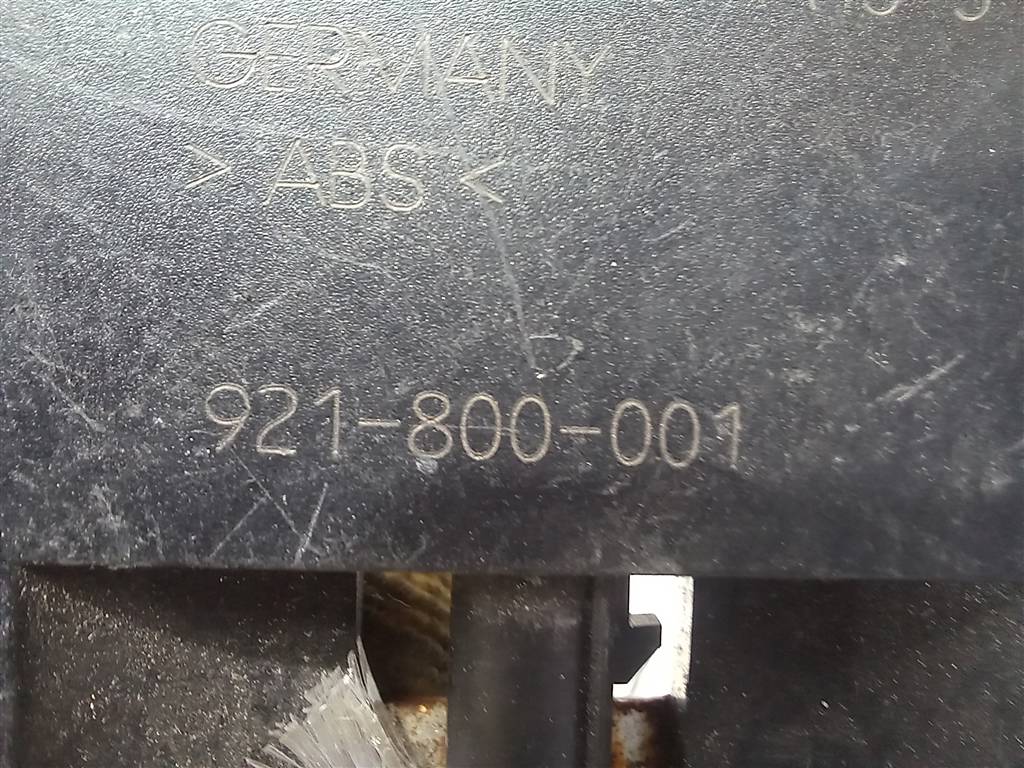 GERMANY
> ABS <
921-800-001